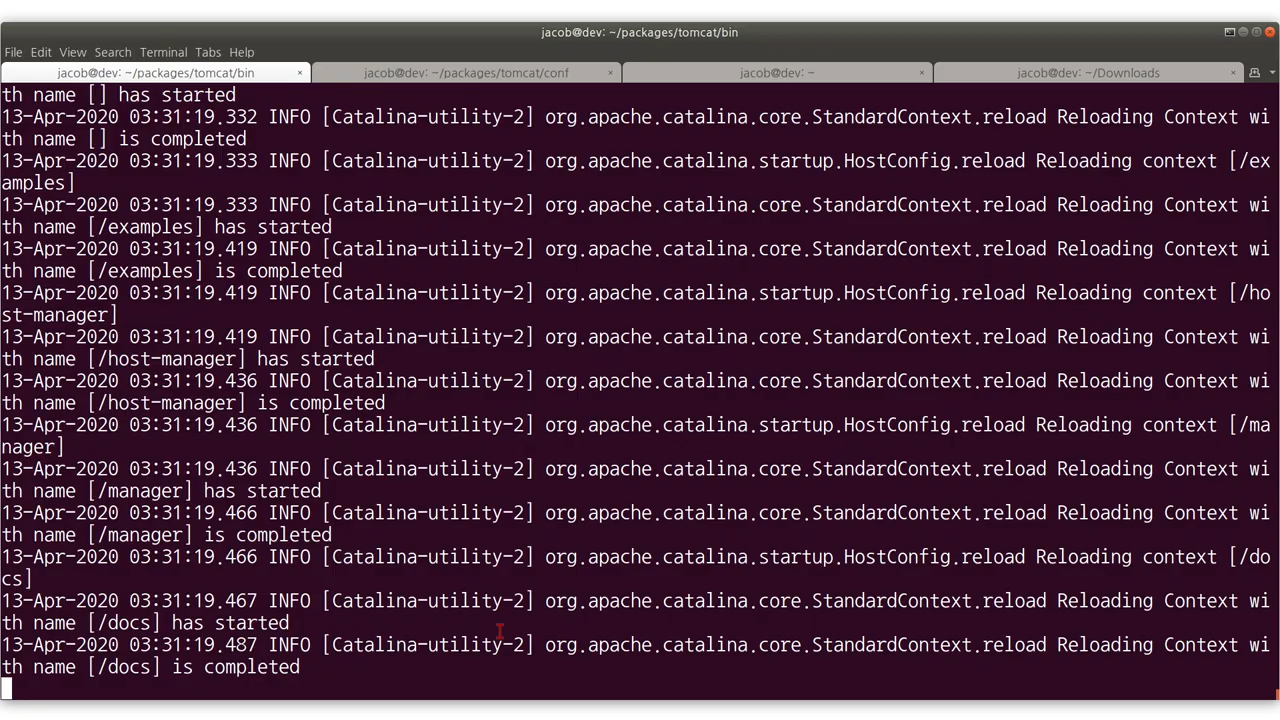 jacob@dev: ~/packages/tomcat/bin
File Edit View Search Terminal Tabs Help
jacob@dev: ~/packages/tomcat/bin × jacob@dev: ~/packages/tomcat/conf × jacob@dev: ~ × jacob@dev: ~/Downloads ×
th name [] has started
13-Apr-2020 03:31:19.332 INFO [Catalina-utility-2] org.apache.catalina.core.StandardContext.reload Reloading Context wi
th name [] is completed
13-Apr-2020 03:31:19.333 INFO [Catalina-utility-2] org.apache.catalina.startup.HostConfig.reload Reloading context [/ex
amples]
13-Apr-2020 03:31:19.333 INFO [Catalina-utility-2] org.apache.catalina.core.StandardContext.reload Reloading Context wi
th name [/examples] has started
13-Apr-2020 03:31:19.419 INFO [Catalina-utility-2] org.apache.catalina.core.StandardContext.reload Reloading Context wi
th name [/examples] is completed
13-Apr-2020 03:31:19.419 INFO [Catalina-utility-2] org.apache.catalina.startup.HostConfig.reload Reloading context [/ho
st-manager]
13-Apr-2020 03:31:19.419 INFO [Catalina-utility-2] org.apache.catalina.core.StandardContext.reload Reloading Context wi
th name [/host-manager] has started
13-Apr-2020 03:31:19.436 INFO [Catalina-utility-2] org.apache.catalina.core.StandardContext.reload Reloading Context wi
th name [/host-manager] is completed
13-Apr-2020 03:31:19.436 INFO [Catalina-utility-2] org.apache.catalina.startup.HostConfig.reload Reloading context [/ma
nager]
13-Apr-2020 03:31:19.436 INFO [Catalina-utility-2] org.apache.catalina.core.StandardContext.reload Reloading Context wi
th name [/manager] has started
13-Apr-2020 03:31:19.466 INFO [Catalina-utility-2] org.apache.catalina.core.StandardContext.reload Reloading Context wi
th name [/manager] is completed
13-Apr-2020 03:31:19.466 INFO [Catalina-utility-2] org.apache.catalina.startup.HostConfig.reload Reloading context [/do
cs]
13-Apr-2020 03:31:19.467 INFO [Catalina-utility-2] org.apache.catalina.core.StandardContext.reload Reloading Context wi
th name [/docs] has started
13-Apr-2020 03:31:19.487 INFO [Catalina-utility-2] org.apache.catalina.core.StandardContext.reload Reloading Context wi
th name [/docs] is completed